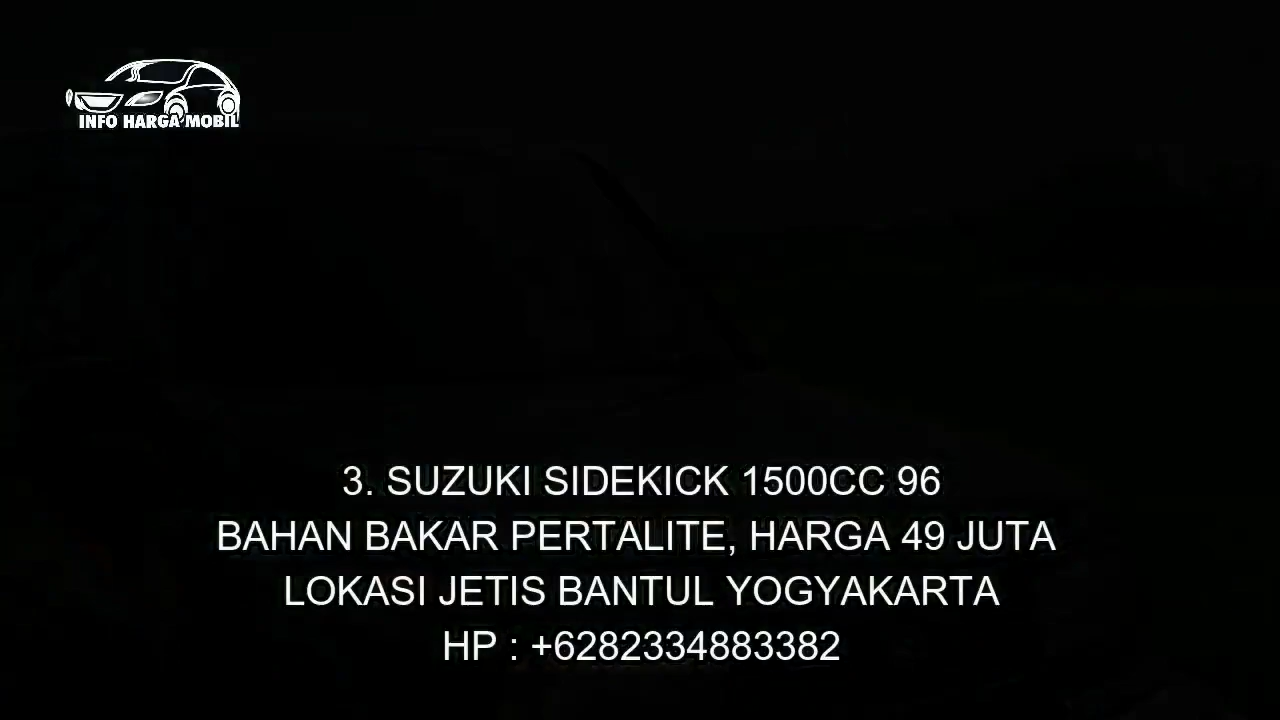 INFO HARGA MOBIL
3. SUZUKI SIDEKICK 1500CC 96
BAHAN BAKAR PERTALITE, HARGA 49 JUTA
LOKASI JETIS BANTUL YOGYAKARTA
HP : +6282334883382